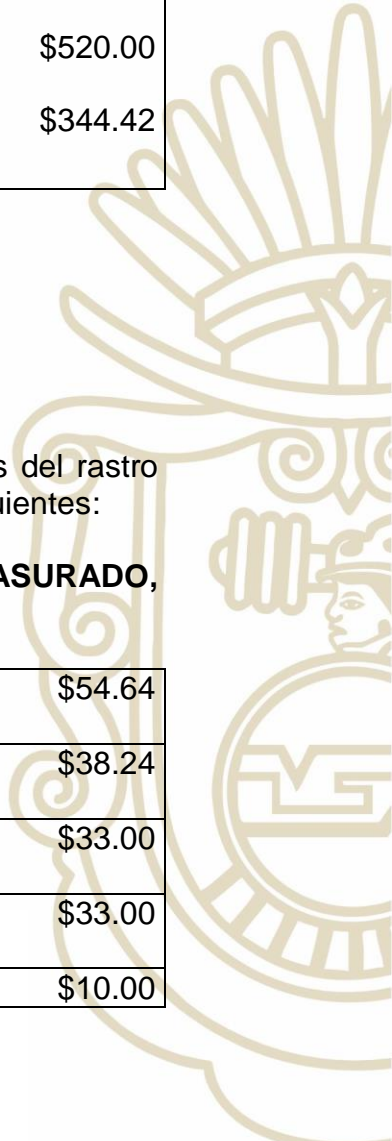 $520.00
$344.42
s del rastro
uientes:
ASURADO,
$54.64
$38.24
$33.00
$33.00
$10.00